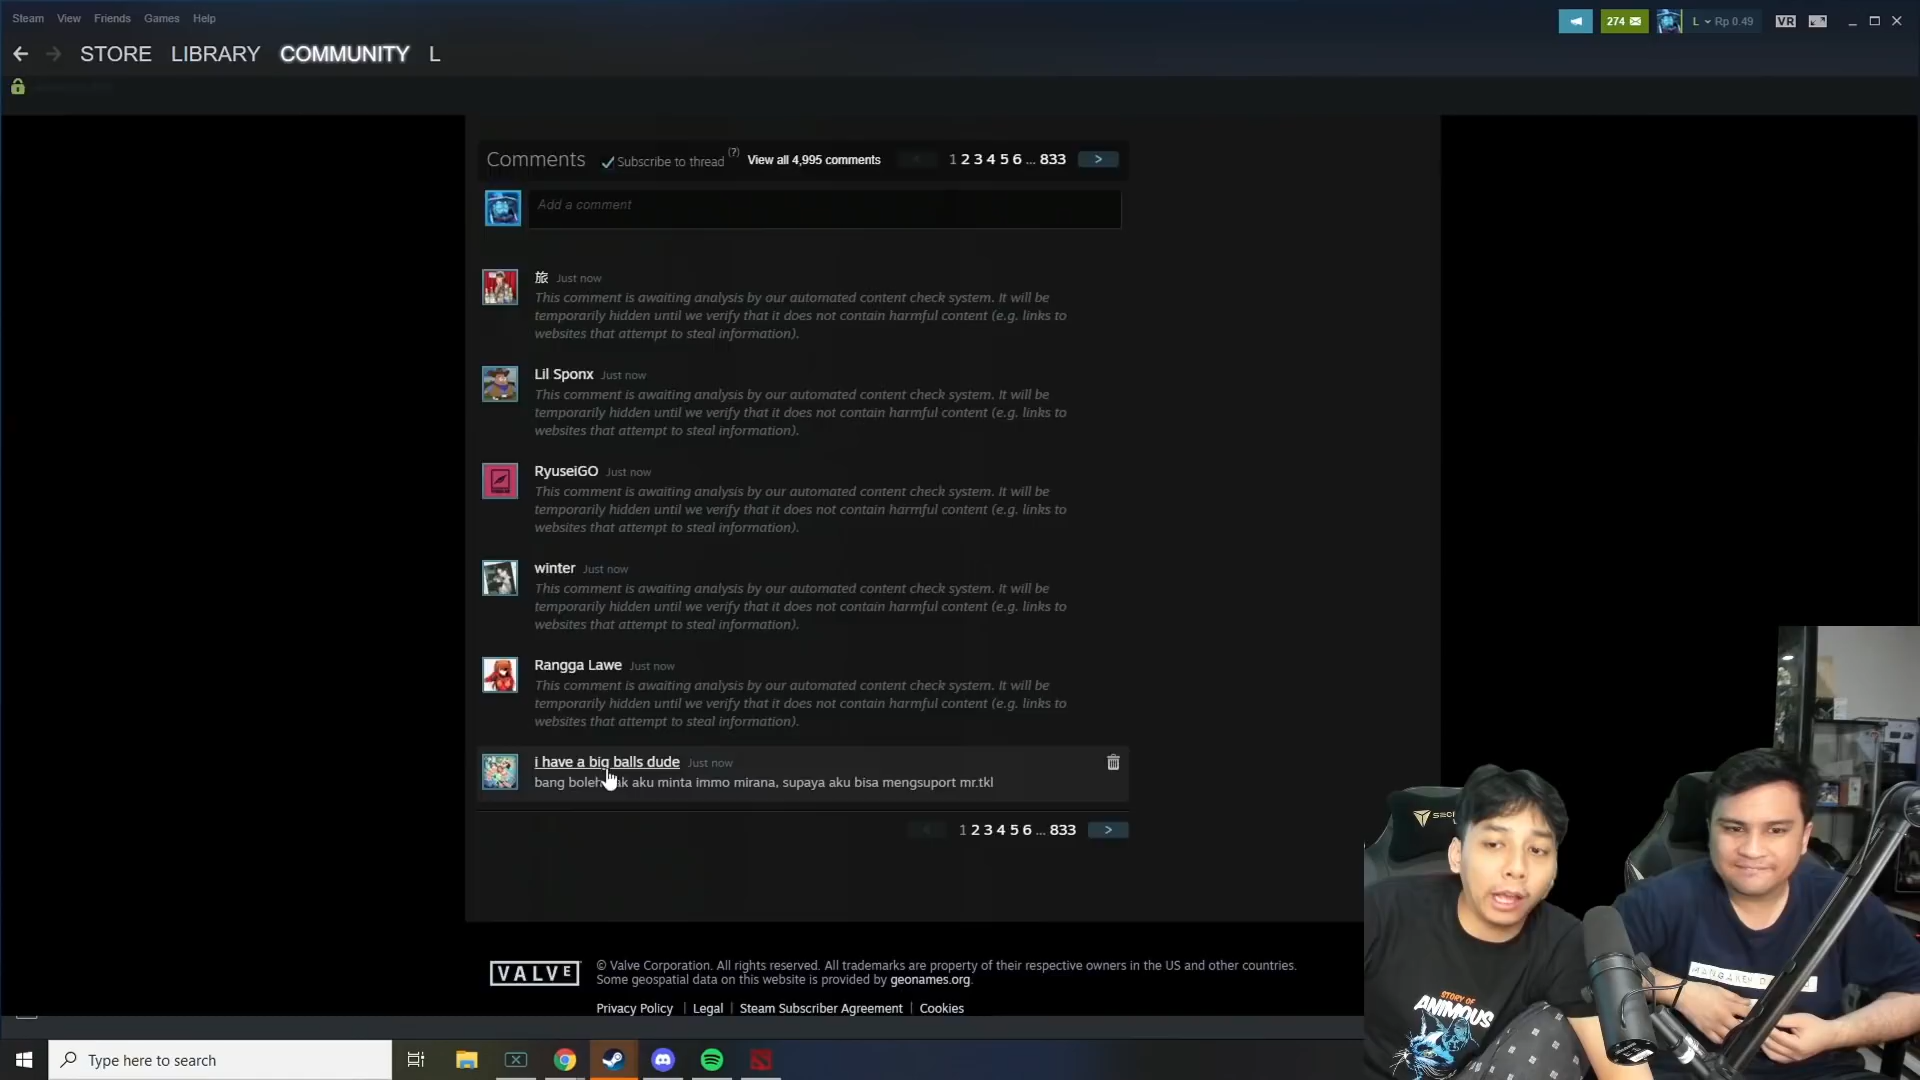 Steam View Friends Games Help
274
L Rp 0.49
VR
STORE LIBRARY COMMUNITY L
Comments Subscribe to thread (?) View all 4,995 comments < 1 2 3 4 5 6 ... 833 >
Add a comment
旅 Just now
This comment is awaiting analysis by our automated content check system. It will be
temporarily hidden until we verify that it does not contain harmful content (e.g. links to
websites that attempt to steal information).
Lil Sponx Just now
This comment is awaiting analysis by our automated content check system. It will be
temporarily hidden until we verify that it does not contain harmful content (e.g. links to
websites that attempt to steal information).
RyuseiGO Just now
This comment is awaiting analysis by our automated content check system. It will be
temporarily hidden until we verify that it does not contain harmful content (e.g. links to
websites that attempt to steal information).
winter Just now
This comment is awaiting analysis by our automated content check system. It will be
temporarily hidden until we verify that it does not contain harmful content (e.g. links to
websites that attempt to steal information).
Rangga Lawe Just now
This comment is awaiting analysis by our automated content check system. It will be
temporarily hidden until we verify that it does not contain harmful content (e.g. links to
websites that attempt to steal information).
i have a big balls dude Just now
bang boleh aku minta immo mirana, supaya aku bisa mengsuport mr.tkl
< 1 2 3 4 5 6 ... 833 >
VALVE
© Valve Corporation. All rights reserved. All trademarks are property of their respective owners in the US and other countries.
Some geospatial data on this website is provided by geonames.org.
Privacy Policy | Legal | Steam Subscriber Agreement | Cookies
STORY OF
ANIMOUS
Type here to search